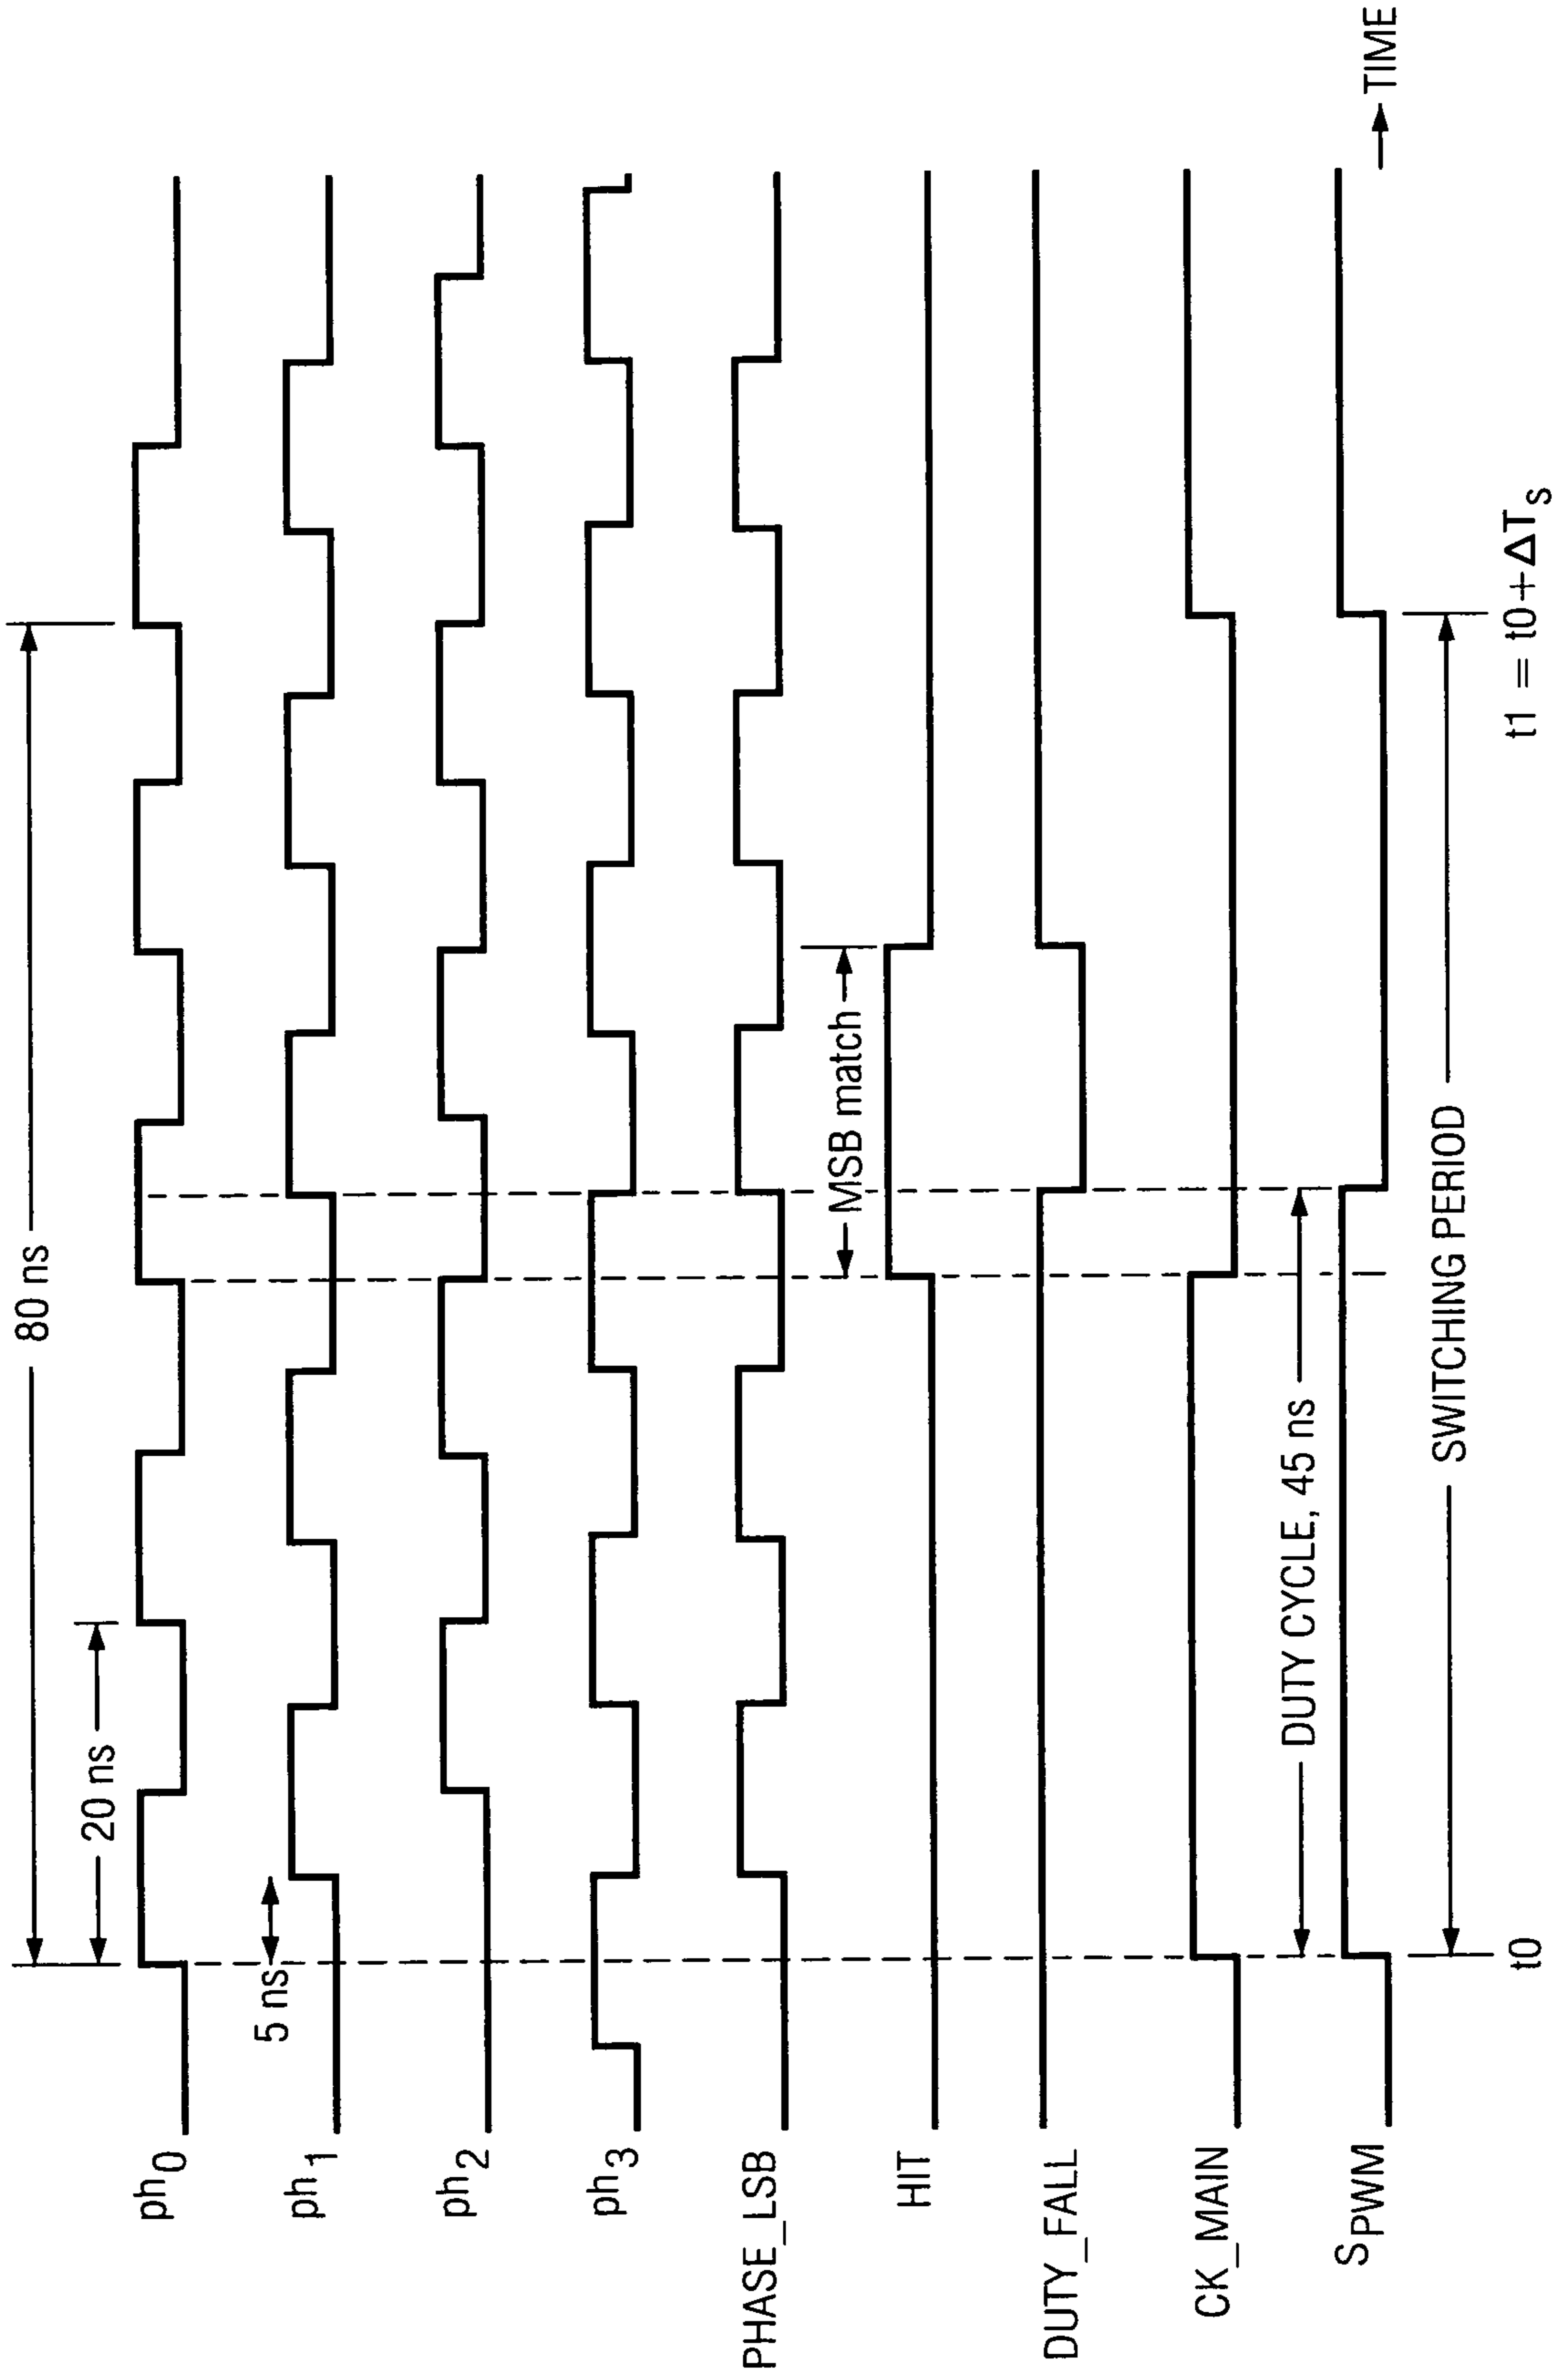 80 ns
20 ns
ph0
5 ns
ph1
ph2
ph3
PHASE_LSB
MSB match
HIT
DUTY_FALL
CK_MAIN
DUTY CYCLE, 45 ns
SPWM
TIME
SWITCHING PERIOD
t0
t1 = t0+ΔTs